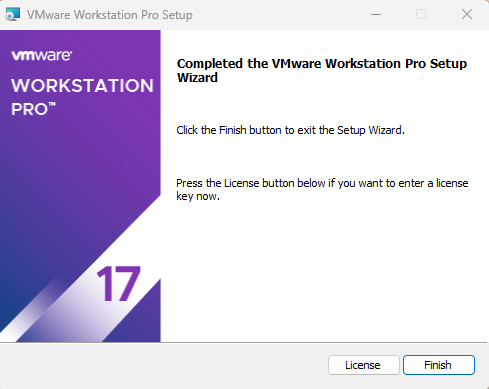 VMware Workstation Pro Setup
vmware®
WORKSTATION
PRO™
17
Completed the VMware Workstation Pro Setup
Wizard
Click the Finish button to exit the Setup Wizard.
Press the License button below if you want to enter a license
key now.
License
Finish